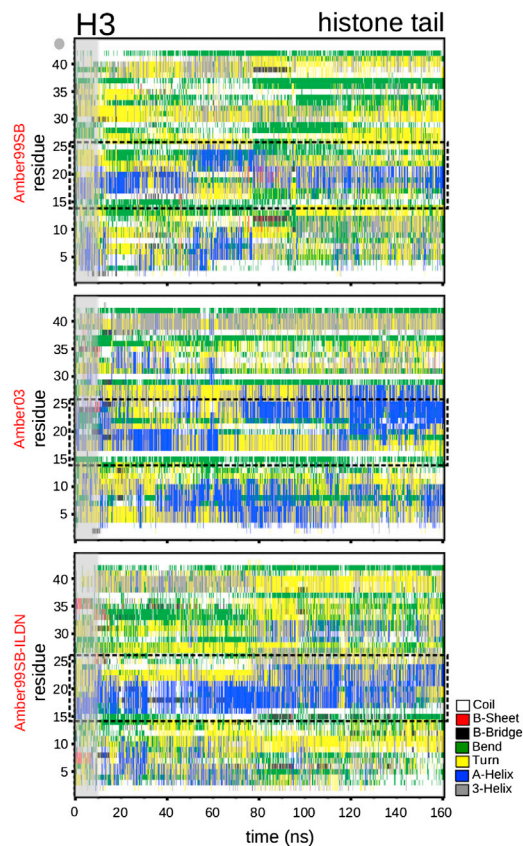 H3 histone tail
Amber99SB
residue
40
35
30
25
20
15
10
5
Amber03
residue
40
35
30
25
20
15
10
5
Amber99SB-ILDN
residue
40
35
30
25
20
15
10
5
0 20 40 60 80 100 120 140 160
time (ns)
Coil
B-Sheet
B-Bridge
Bend
Turn
A-Helix
3-Helix